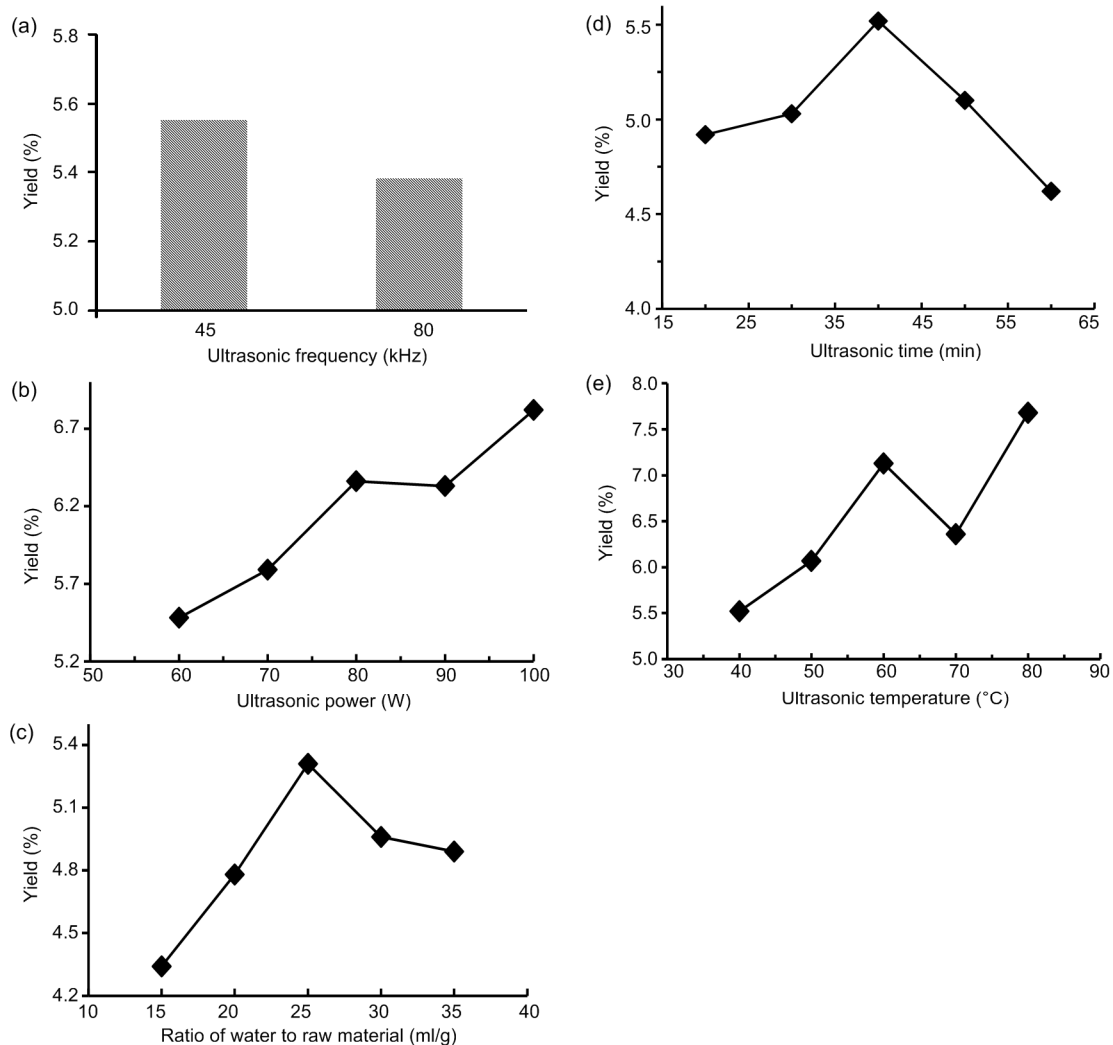 (a)
5.8
5.6
5.4
5.2
5.0
Yield (%)
45 80
Ultrasonic frequency (kHz)
(b)
6.7
6.2
5.7
5.2
Yield (%)
50 60 70 80 90 100
Ultrasonic power (W)
(c)
5.4
5.1
4.8
4.5
4.2
Yield (%)
10 15 20 25 30 35 40
Ratio of water to raw material (ml/g)
(d)
5.5
5.0
4.5
4.0
Yield (%)
15 25 35 45 55 65
Ultrasonic time (min)
(e)
8.0
7.5
7.0
6.5
6.0
5.5
5.0
Yield (%)
30 40 50 60 70 80 90
Ultrasonic temperature (°C)